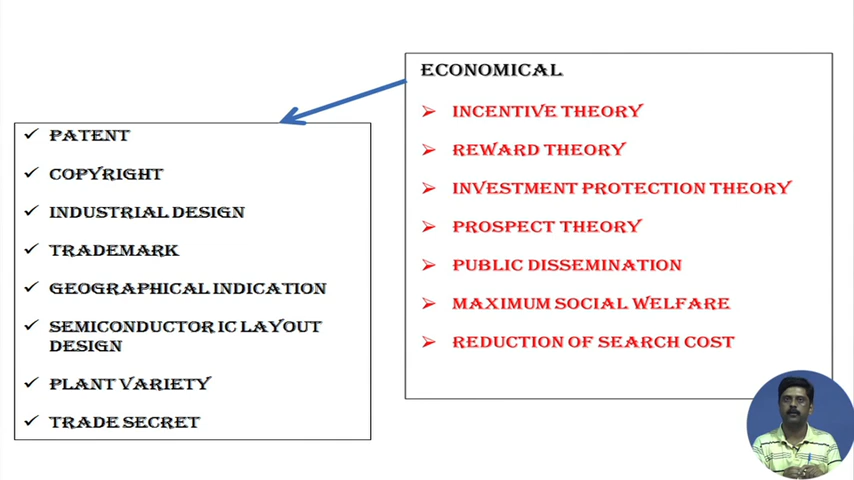 ECONOMICAL
INCENTIVE THEORY
REWARD THEORY
INVESTMENT PROTECTION THEORY
PROSPECT THEORY
PUBLIC DISSEMINATION
MAXIMUM SOCIAL WELFARE
REDUCTION OF SEARCH COST
PATENT
COPYRIGHT
INDUSTRIAL DESIGN
TRADEMARK
GEOGRAPHICAL INDICATION
SEMICONDUCTOR IC LAYOUT
DESIGN
PLANT VARIETY
TRADE SECRET